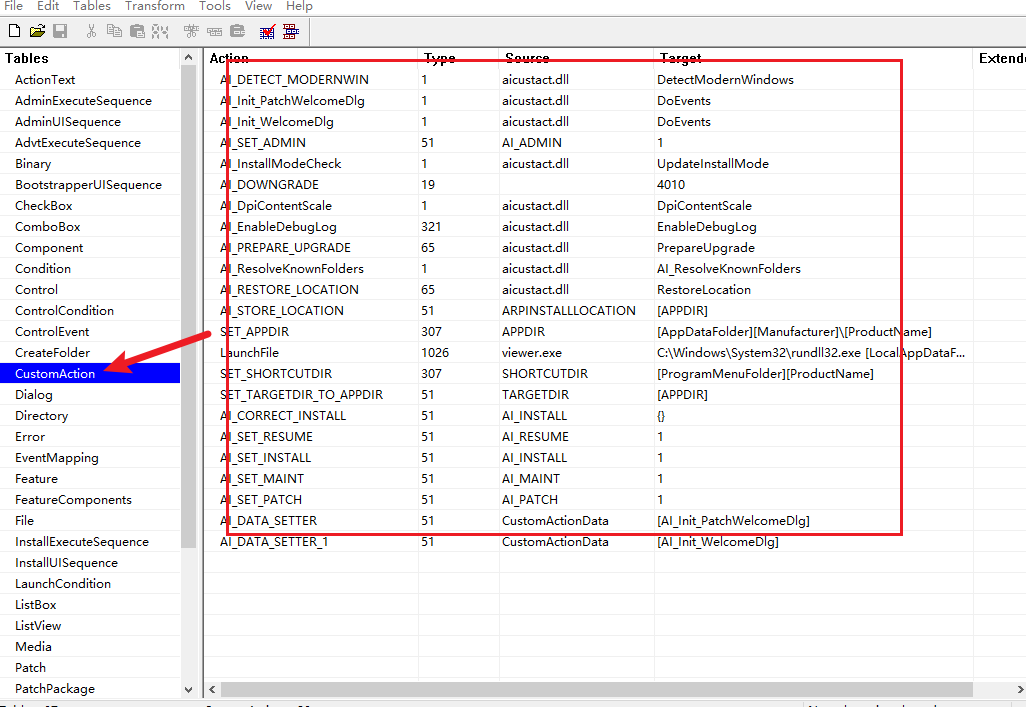 File Edit Tables Transform Tools View Help
Tables Action Type Source Target Extende
ActionText AI_DETECT_MODERNWIN 1 aicustact.dll DetectModernWindows
AdminExecuteSequence AI_Init_PatchWelcomeDlg 1 aicustact.dll DoEvents
AdminUISequence AI_Init_WelcomeDlg 1 aicustact.dll DoEvents
AdvtExecuteSequence AI_SET_ADMIN 51 AI_ADMIN 1
Binary AI_InstallModeCheck 1 aicustact.dll UpdateInstallMode
BootstrapperUISequence AI_DOWNGRADE 19 4010
CheckBox AI_DpiContentScale 1 aicustact.dll DpiContentScale
ComboBox AI_EnableDebugLog 321 aicustact.dll EnableDebugLog
Component AI_PREPARE_UPGRADE 65 aicustact.dll PrepareUpgrade
Condition AI_ResolveKnownFolders 1 aicustact.dll AI_ResolveKnownFolders
Control AI_RESTORE_LOCATION 65 aicustact.dll RestoreLocation
ControlCondition AI_STORE_LOCATION 51 ARPINSTALLLOCATION [APPDIR]
ControlEvent SET_APPDIR 307 APPDIR [AppDataFolder][Manufacturer]\[ProductName]
CreateFolder LaunchFile 1026 viewer.exe C:\Windows\System32\rundll32.exe [LocalAppDataF...
CustomAction SET_SHORTCUTDIR 307 SHORTCUTDIR [ProgramMenuFolder][ProductName]
Dialog SET_TARGETDIR_TO_APPDIR 51 TARGETDIR [APPDIR]
Directory AI_CORRECT_INSTALL 51 AI_INSTALL {}
Error AI_SET_RESUME 51 AI_RESUME 1
EventMapping AI_SET_INSTALL 51 AI_INSTALL 1
Feature AI_SET_MAINT 51 AI_MAINT 1
FeatureComponents AI_SET_PATCH 51 AI_PATCH 1
File AI_DATA_SETTER 51 CustomActionData [AI_Init_PatchWelcomeDlg]
InstallExecuteSequence AI_DATA_SETTER_1 51 CustomActionData [AI_Init_WelcomeDlg]
InstallUISequence
LaunchCondition
ListBox
ListView
Media
Patch
PatchPackage